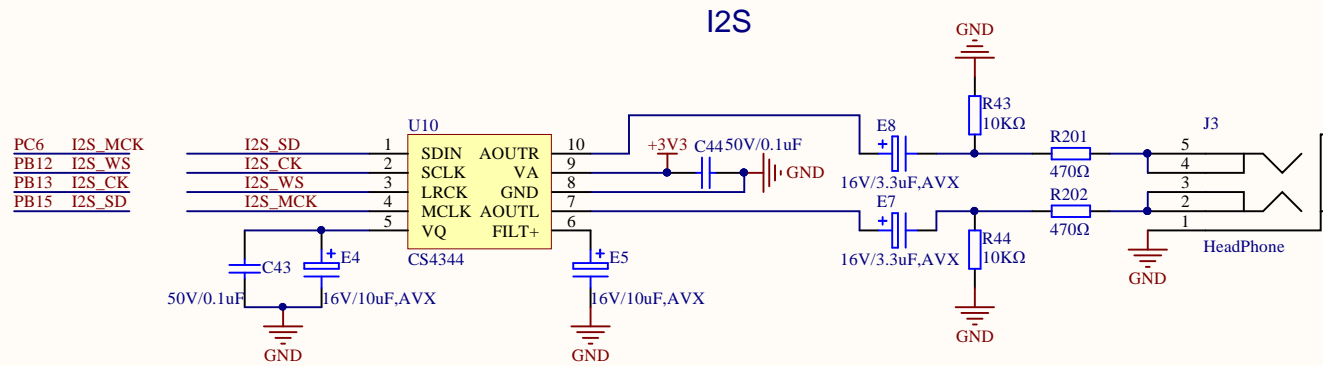 I2S
GND
R43
10KΩ
U10
E8
J3
C44 50V/0.1uF
+3V3
R201
PC6 I2S_MCK I2S_SD 1 SDIN AOUTR 10
+
470Ω
5
PB12 I2S_WS I2S_CK 2 SCLK VA 9
GND
4
PB13 I2S_CK I2S_WS 3 LRCK GND 8
16V/3.3uF,AVX
3
E7
R202
PB15 I2S_SD I2S_MCK 4 MCLK AOUTL 7
2
5 VQ FILT+ 6
+
470Ω
1
R44
10KΩ
CS4344
16V/3.3uF,AVX
HeadPhone
C43
+
E4
+
E5
GND
50V/0.1uF
16V/10uF,AVX
16V/10uF,AVX
GND
GND
GND